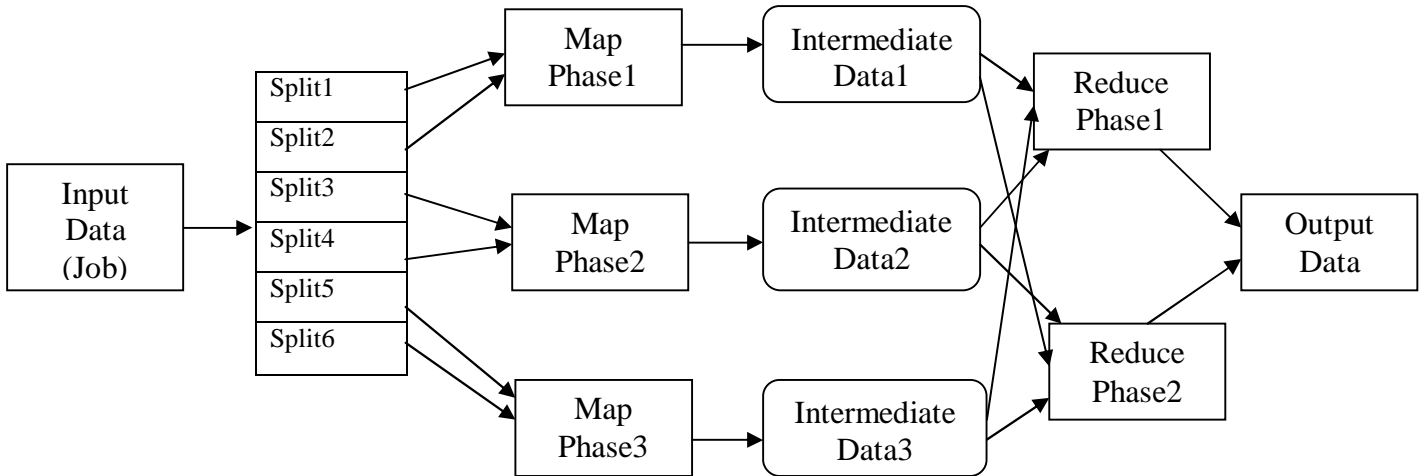 Input
Data
(Job)
Split1
Split2
Split3
Split4
Split5
Split6
Map
Phase1
Map
Phase2
Map
Phase3
Intermediate
Data1
Intermediate
Data2
Intermediate
Data3
Reduce
Phase1
Reduce
Phase2
Output
Data